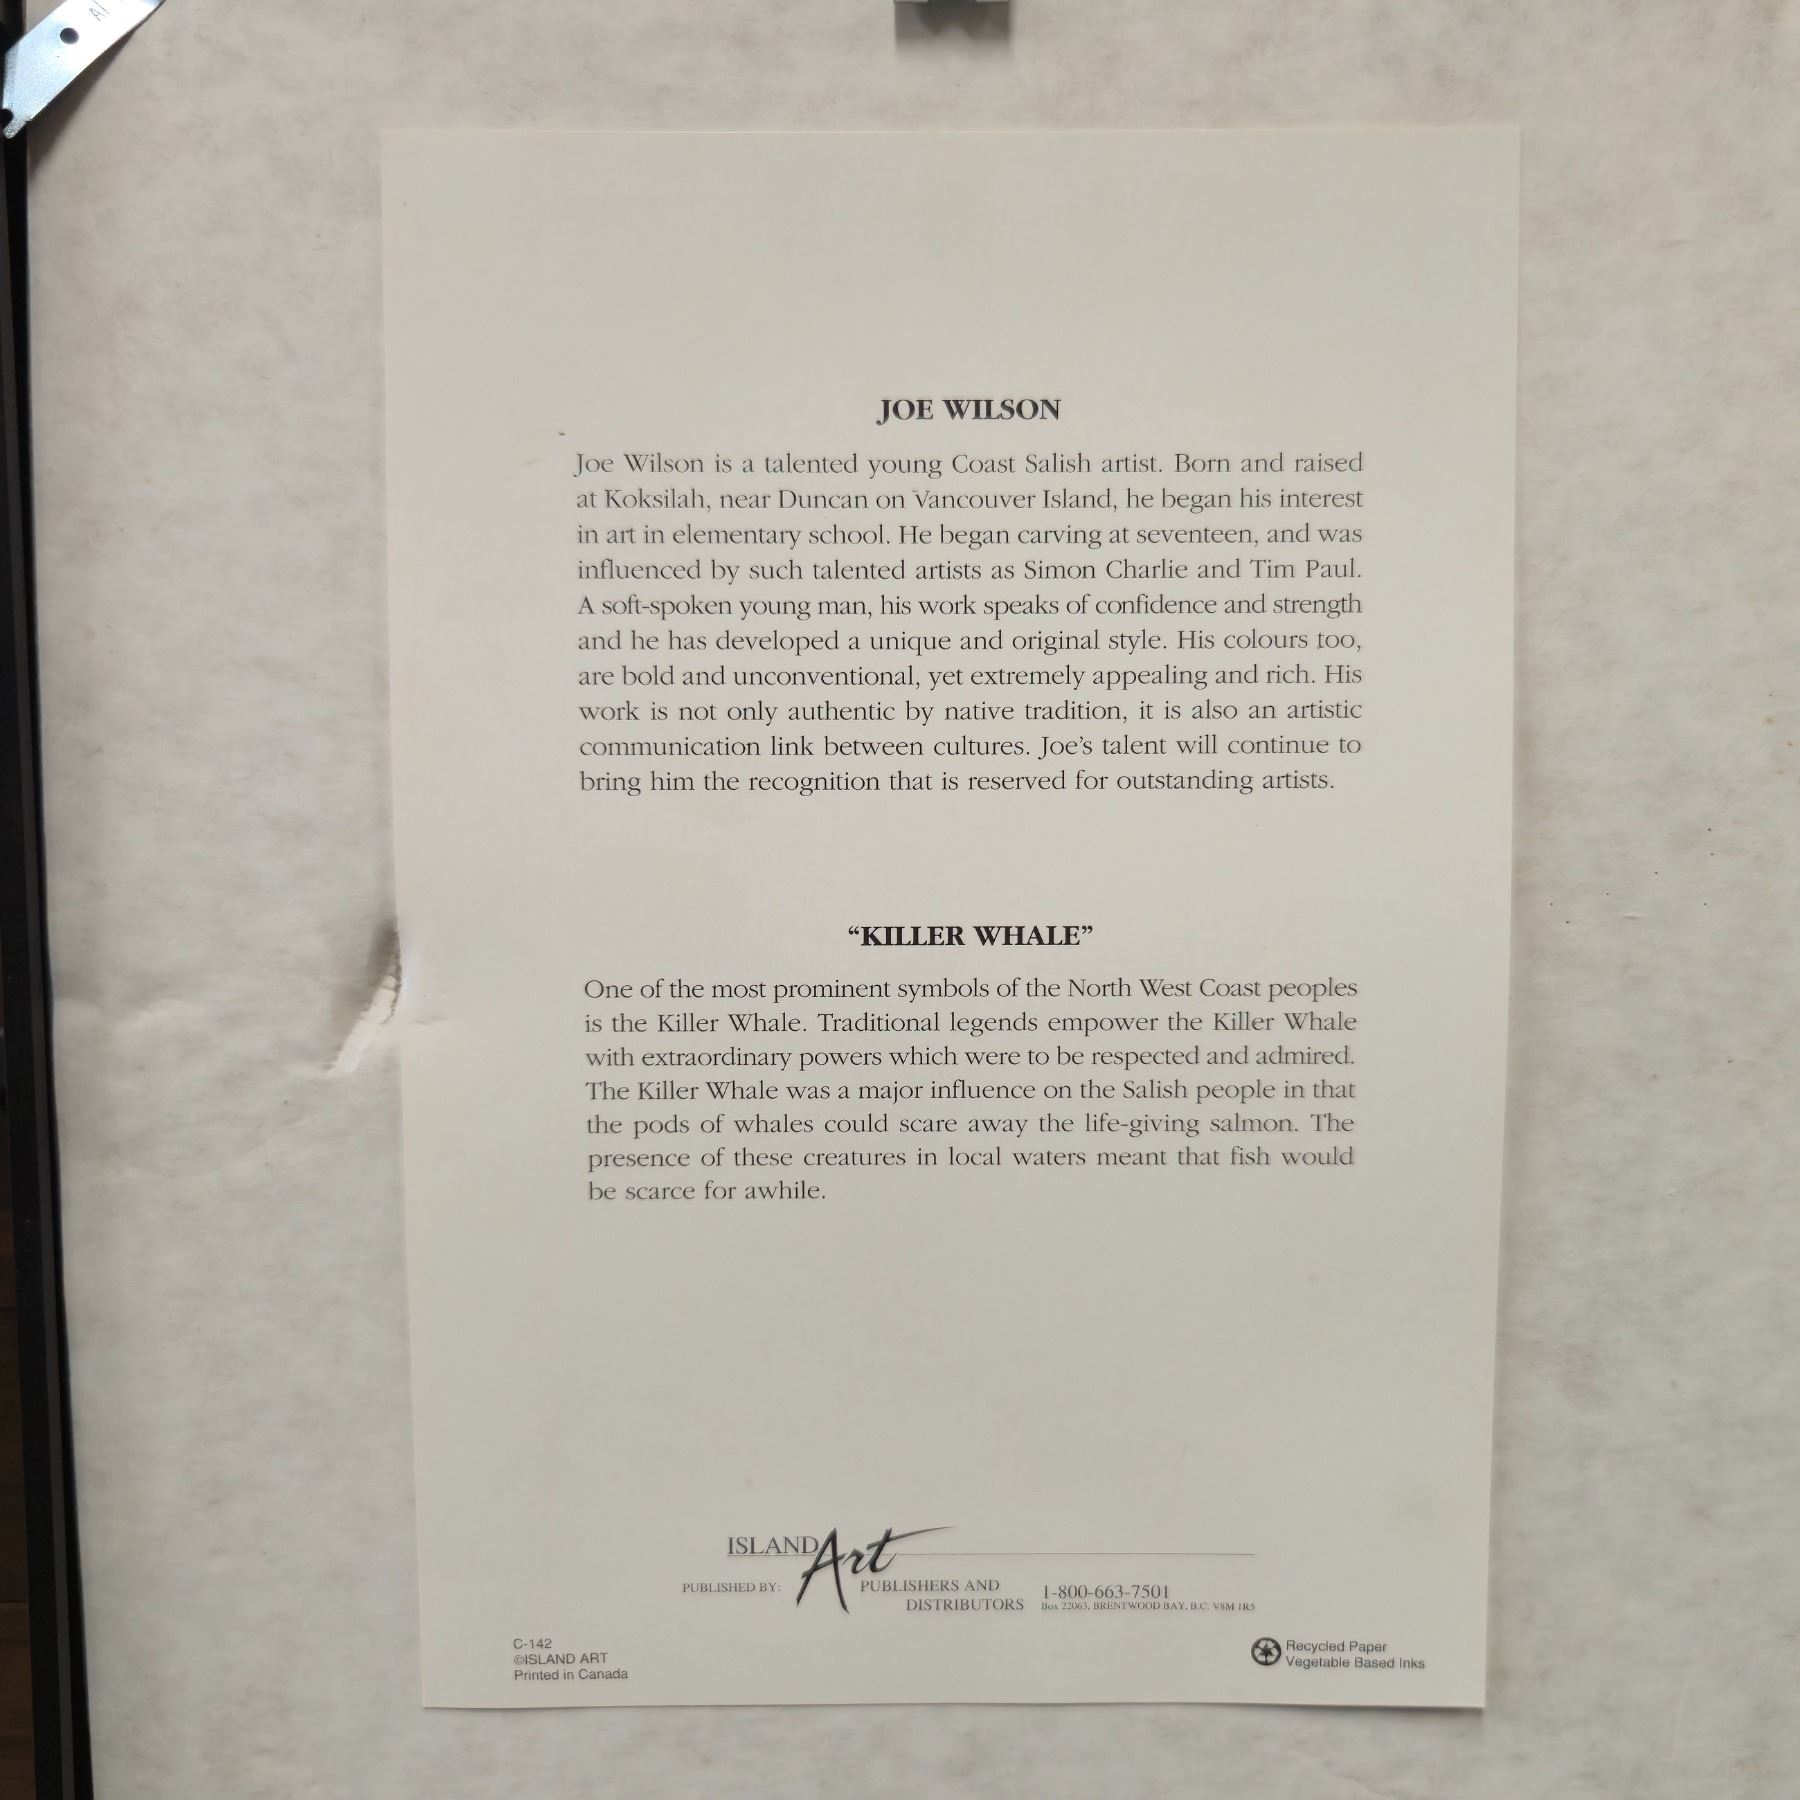 JOE WILSON
Joe Wilson is a talented young Coast Salish artist. Born and raised
at Koksilah, near Duncan on Vancouver Island, he began his interest
in art in elementary school. He began carving at seventeen, and was
influenced by such talented artists as Simon Charlie and Tim Paul.
A soft-spoken young man, his work speaks of confidence and strength
and he has developed a unique and original style. His colours too,
are bold and unconventional, yet extremely appealing and rich. His
work is not only authentic by native tradition, it is also an artistic
communication link between cultures. Joe's talent will continue to
bring him the recognition that is reserved for outstanding artists.
“KILLER WHALE”
One of the most prominent symbols of the North West Coast peoples
is the Killer Whale. Traditional legends empower the Killer Whale
with extraordinary powers which were to be respected and admired.
The Killer Whale was a major influence on the Salish people in that
the pods of whales could scare away the life-giving salmon. The
presence of these creatures in local waters meant that fish would
be scarce for awhile.
ISLAND Art
PUBLISHED BY: PUBLISHERS AND
DISTRIBUTORS
1-800-663-7501
Box 22063, BRENTWOOD BAY, B.C. V8M 1R5
C-142
©ISLAND ART
Printed in Canada
Recycled Paper
Vegetable Based Inks